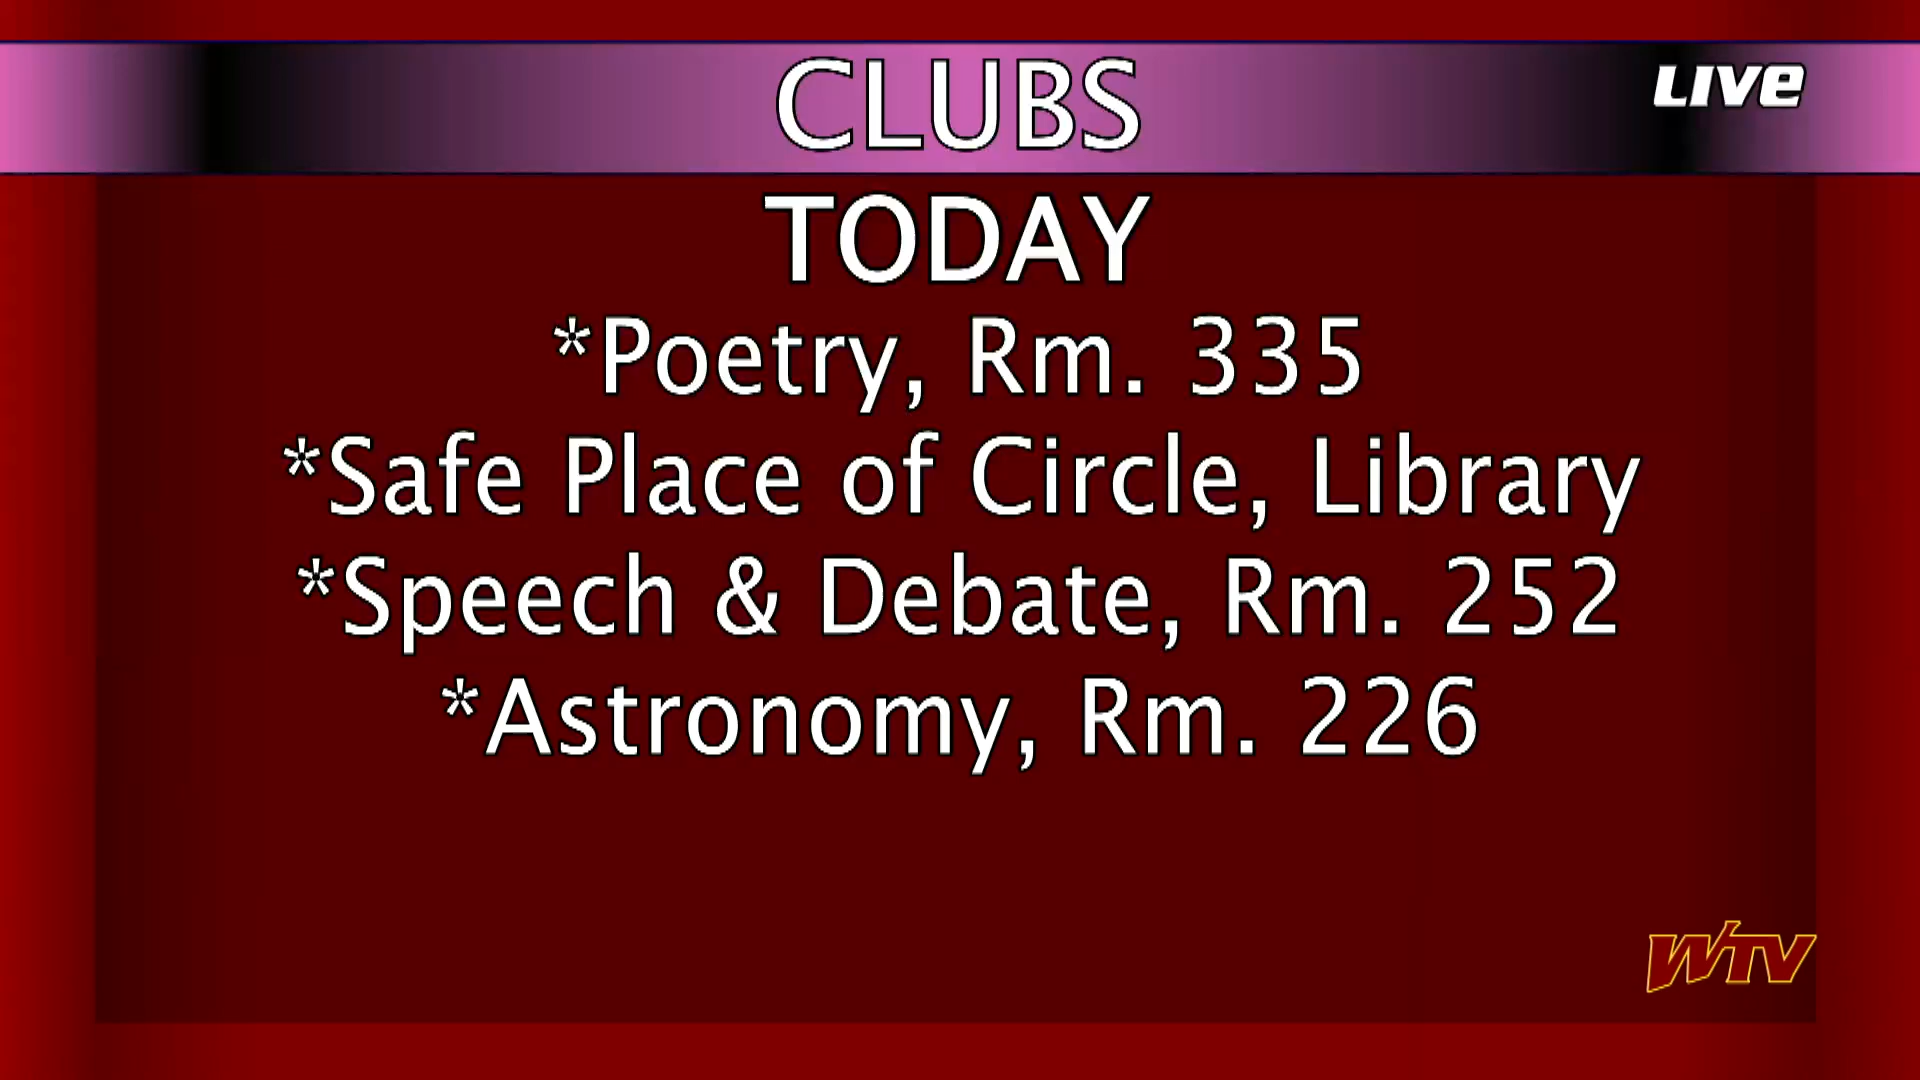 CLUBS
LIVE
TODAY
*Poetry, Rm. 335
*Safe Place of Circle, Library
*Speech & Debate, Rm. 252
*Astronomy, Rm. 226
WTV